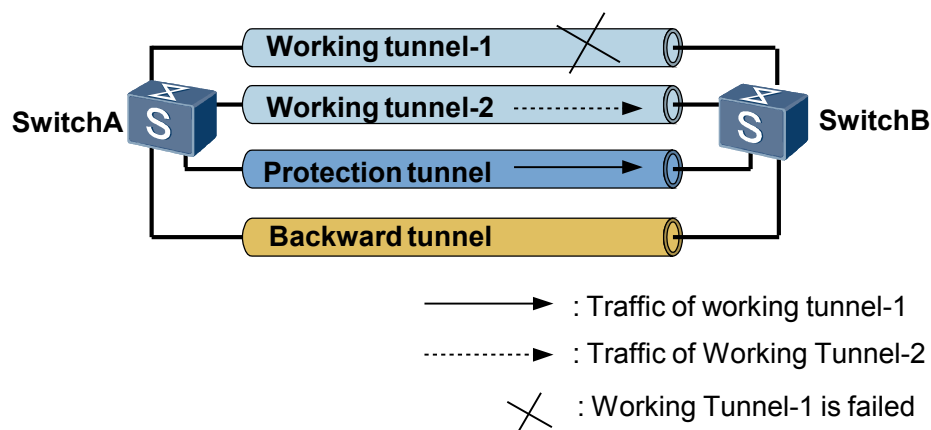 Working tunnel-1
Working tunnel-2
SwitchA
S
S
SwitchB
Protection tunnel
Backward tunnel
: Traffic of working tunnel-1
: Traffic of Working Tunnel-2
: Working Tunnel-1 is failed